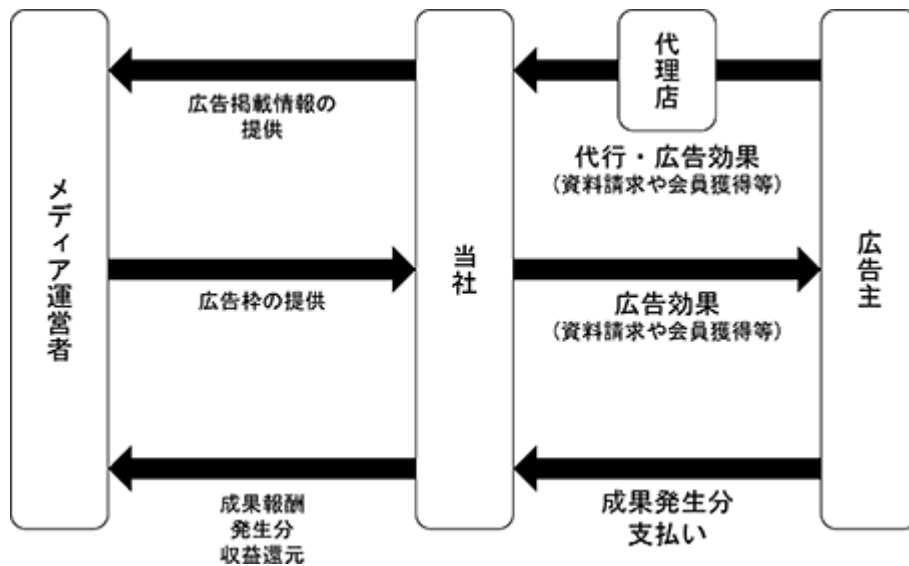 メディア運営者
広告掲載情報の
提供
広告枠の提供
成果報酬
発生分
収益還元
当社
代理店
代行・広告効果
（資料請求や会員獲得等）
広告効果
（資料請求や会員獲得等）
成果発生分
支払い
広告主